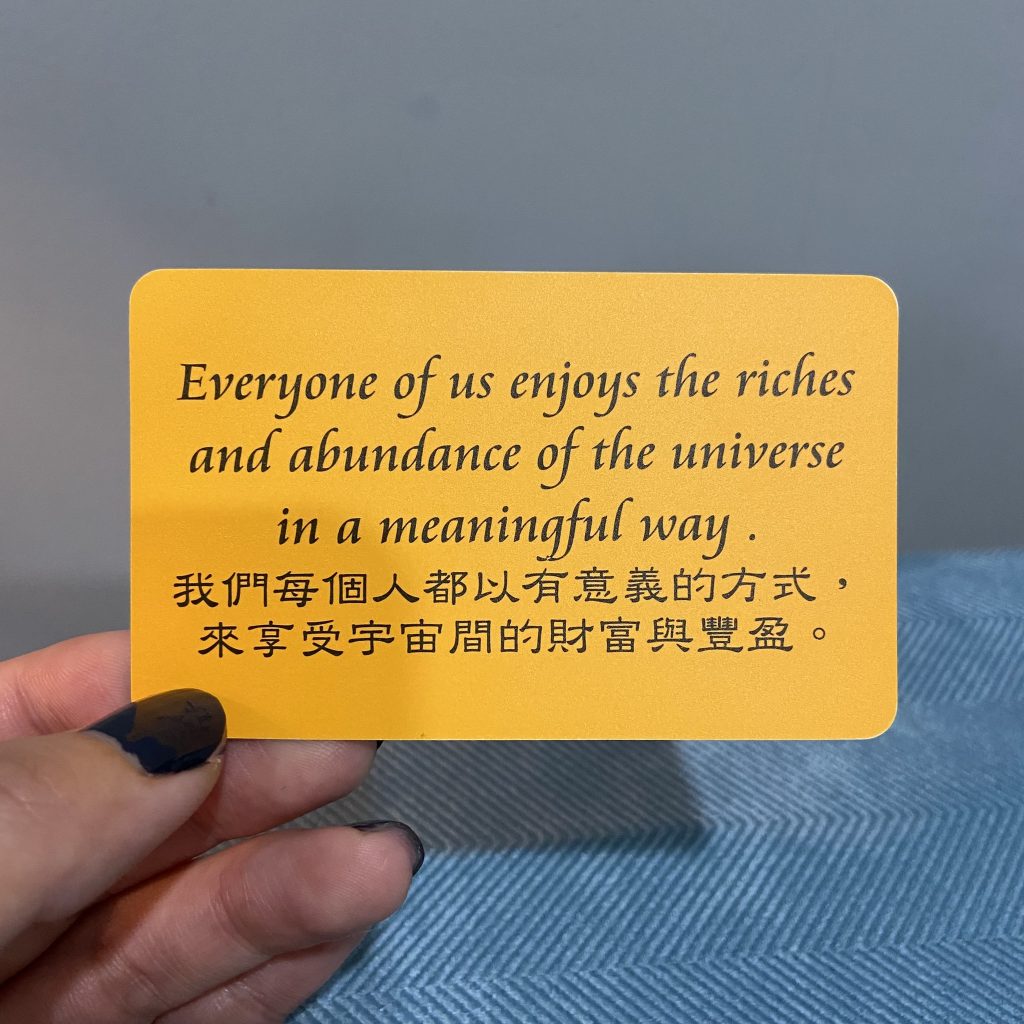 Everyone of us enjoys the riches
and abundance of the universe
in a meaningful way .
我們每個人都以有意義的方式，
來享受宇宙間的財富與豐盈。